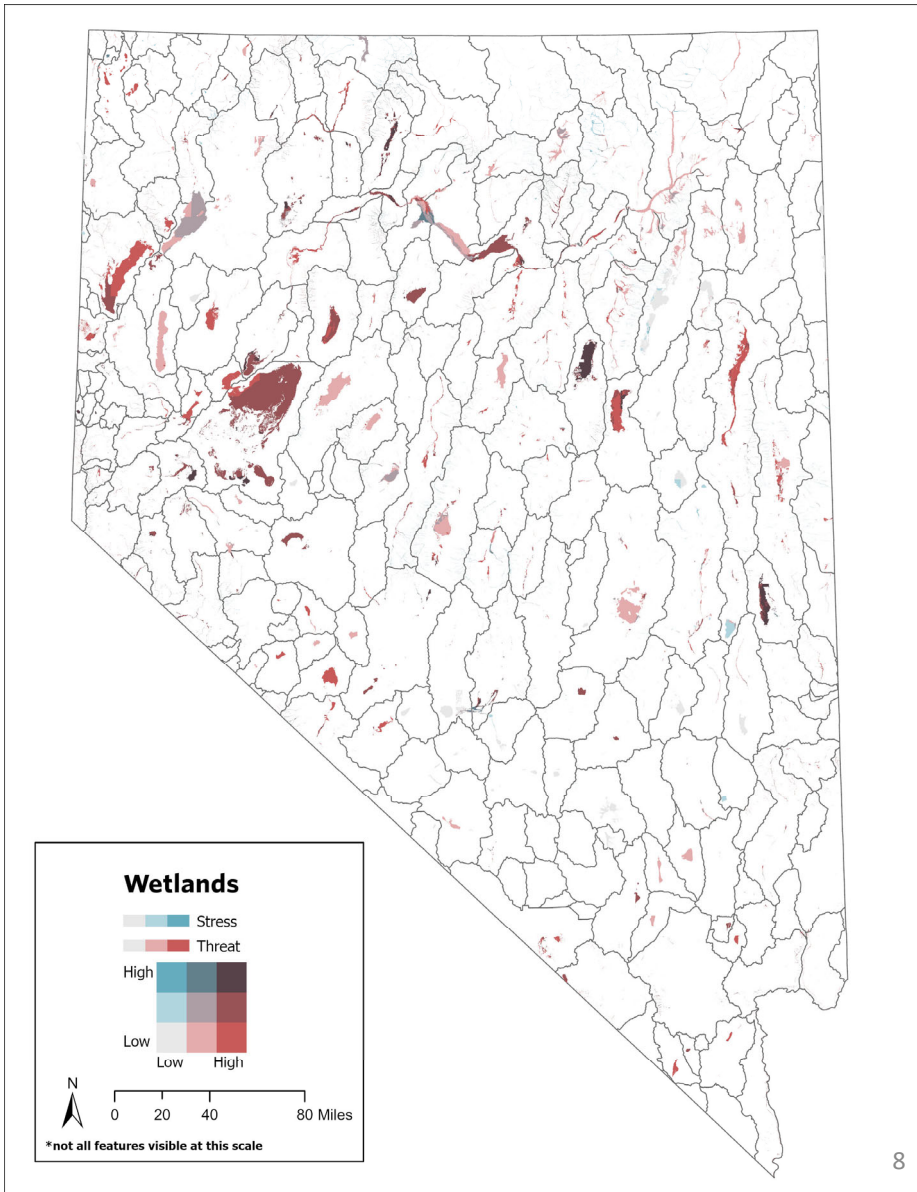 Wetlands
Stress
Threat
High
Low
Low High
N
0 20 40 80 Miles
*not all features visible at this scale
8